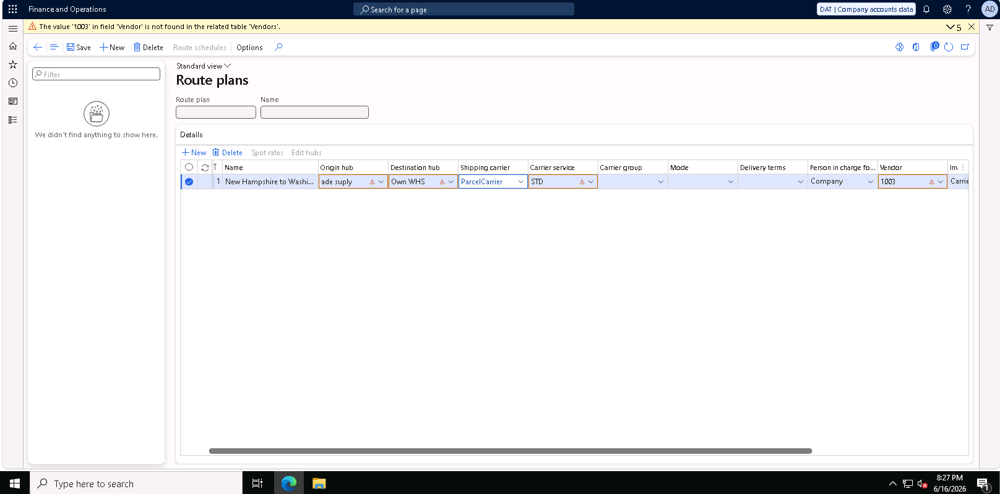 Finance and Operations
Search for a page
DAT | Company accounts data
AD
The value '1003' in field 'Vendor' is not found in the related table 'Vendors'.
5
Save
New
Delete
Route schedules
Options
0
Filter
We didn't find anything to show here.
Standard view
Route plans
Route plan
Name
Details
New
Delete
Spot rates
Edit hubs
Name
Origin hub
Destination hub
Shipping carrier
Carrier service
Carrier group
Mode
Delivery terms
Person in charge fo...
Vendor
Inv
1
New Hampshire to Washi...
ade suply
Own WHS
ParcelCarrier
STD
Company
1003
Carrie
Type here to search
8:27 PM
6/16/2026
1